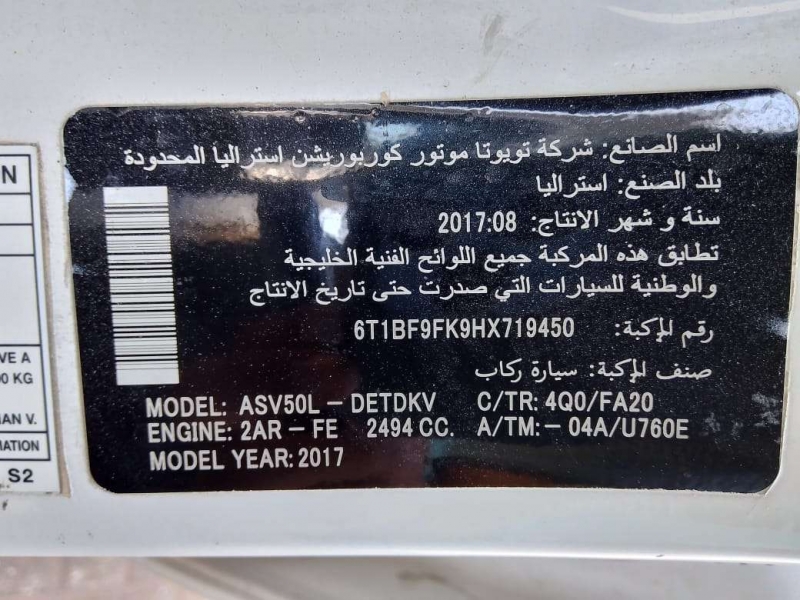 اسم الصانع: شركة تويوتا موتور كوربوريشن استراليا المحدودة
بلد الصنع: استراليا
سنة و شهر الانتاج: 2017:08
تطابق هذه المركبة جميع اللوائح الفنية الخليجية
والوطنية للسيارات التي صدرت حتى تاريخ الانتاج
رقم المركبة: 6T1BF9FK9HX719450
صنف المركبة: سيارة ركاب
MODEL: ASV50L – DETDKV C/TR: 4Q0/FA20
ENGINE: 2AR – FE 2494 CC. A/TM: – 04A/U760E
MODEL YEAR: 2017
N
VE A
0 KG
IAN V.
MATION
S2